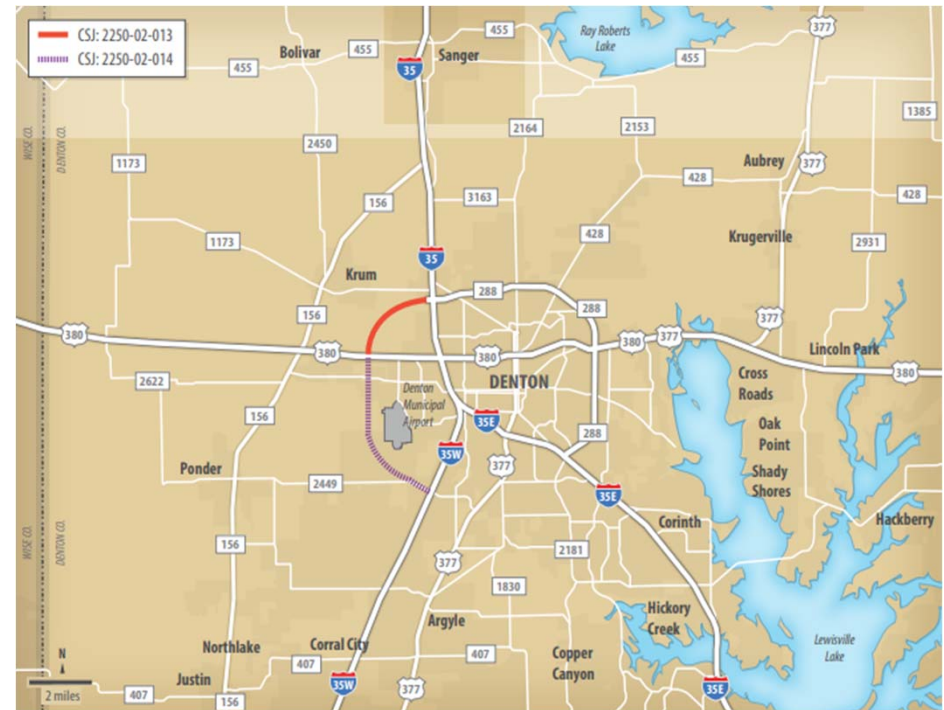 CSJ: 2250-02-013
CSJ: 2250-02-014
Bolivar
455
455
Sanger
455
Ray Roberts
Lake
455
377
35
1385
WISE CO.
DENTON CO.
1173
2450
2164
2153
Aubrey
377
428
428
156
3163
1173
428
Krugerville
2931
35
Krum
288
288
156
377
380
380
380
380
377
Lincoln Park
380
2622
Denton
Municipal
Airport
DENTON
Cross
Roads
156
35E
Oak
Point
288
35W
Ponder
377
Shady
Shores
2449
35E
Corinth
Hackberry
WISE CO.
DENTON CO.
156
2181
377
1830
Argyle
Hickory
Creek
Lewisville
Lake
N
Northlake
Corral City
407
407
Copper
Canyon
2 miles
Justin
407
156
35W
377
35E